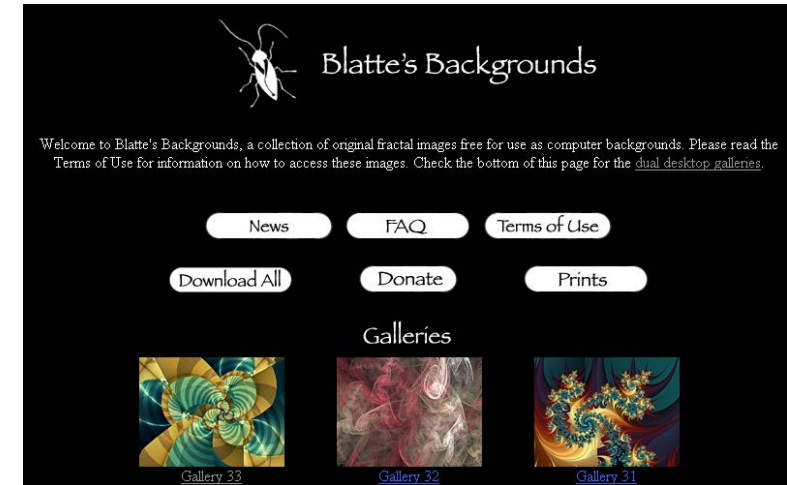 Blatte's Backgrounds
Welcome to Blatte's Backgrounds, a collection of original fractal images free for use as computer backgrounds. Please read the
Terms of Use for information on how to access these images. Check the bottom of this page for the dual desktop galleries.
News FAQ Terms of Use
Download All Donate Prints
Galleries
Gallery 33 Gallery 32 Gallery 31